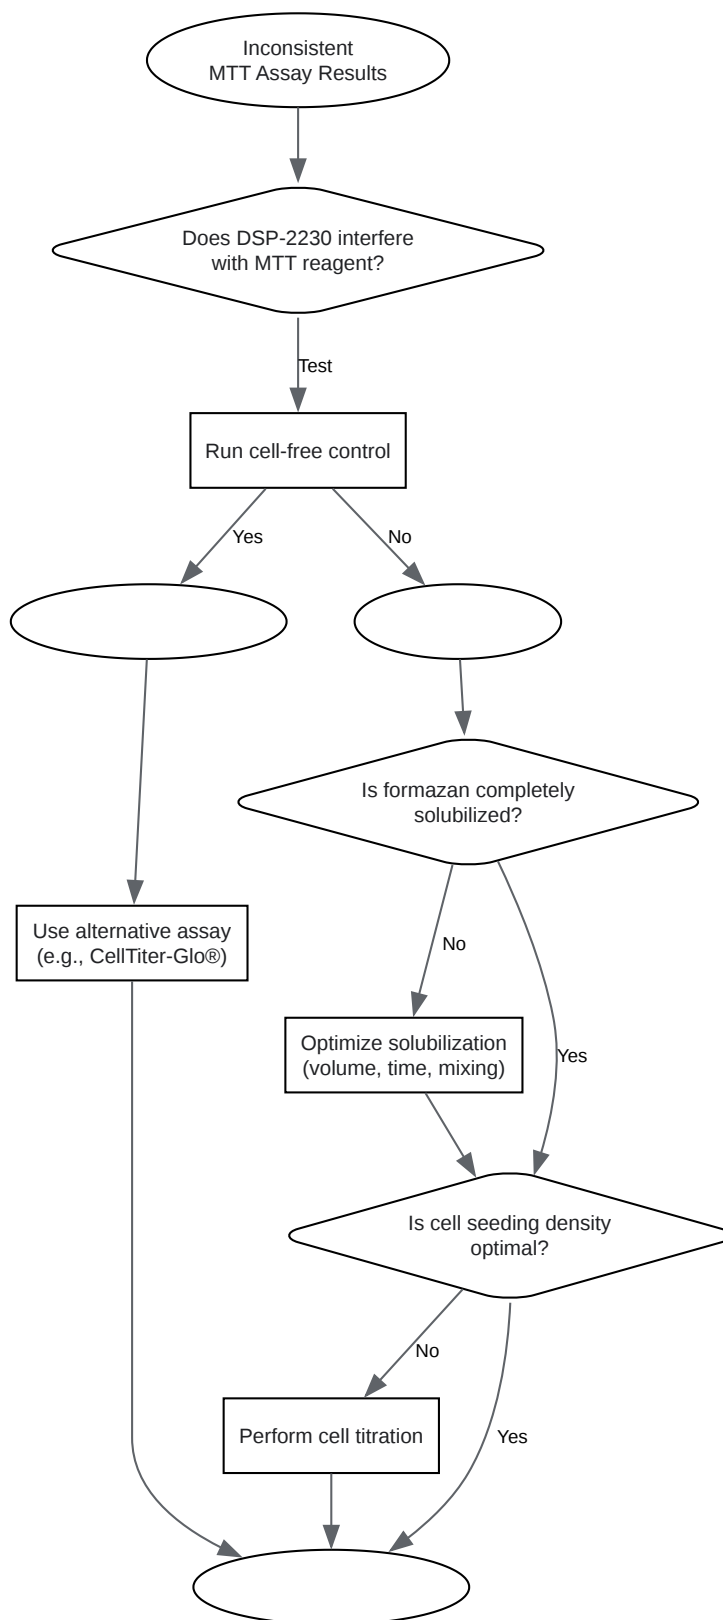 Inconsistent
MTT Assay Results
Does DSP-2230 interfere
with MTT reagent?
Test
Run cell-free control
Yes
No
Is formazan completely
solubilized?
Use alternative assay
(e.g., CellTiter-Glo®)
No
Optimize solubilization
(volume, time, mixing)
Yes
Is cell seeding density
optimal?
No
Perform cell titration
Yes